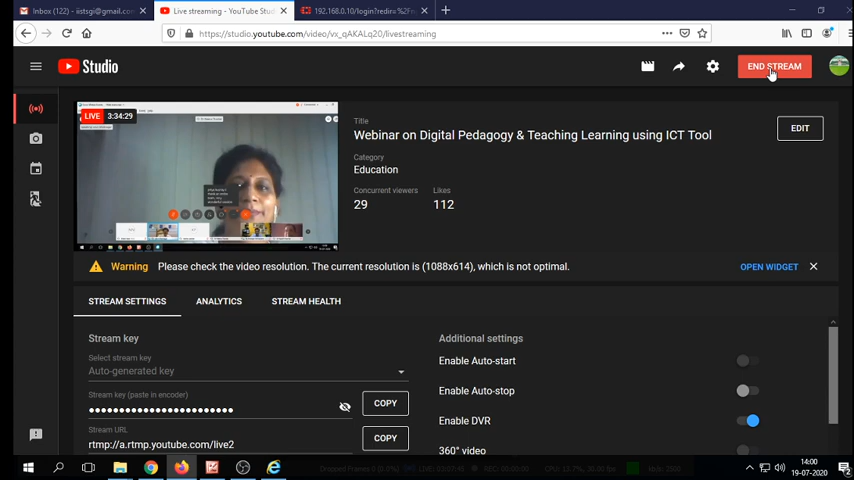 Inbox (122) - iistsgi@gmail.com
Live streaming - YouTube Stud
192.168.0.10/login?redire=%2Fn
https://studio.youtube.com/video/vx_qAKALq20/livestreaming
Studio
END STREAM
LIVE 3:34:29
Title
Webinar on Digital Pedagogy & Teaching Learning using ICT Tool
EDIT
Category
Education
Concurrent viewers Likes
29 112
Warning Please check the video resolution. The current resolution is (1088x614), which is not optimal.
OPEN WIDGET
STREAM SETTINGS ANALYTICS STREAM HEALTH
Stream key
Select stream key
Auto-generated key
Stream key (paste in encoder)
COPY
Stream URL
rtmp://a.rtmp.youtube.com/live2
COPY
Additional settings
Enable Auto-start
Enable Auto-stop
Enable DVR
360° video
14:00
19-07-2020